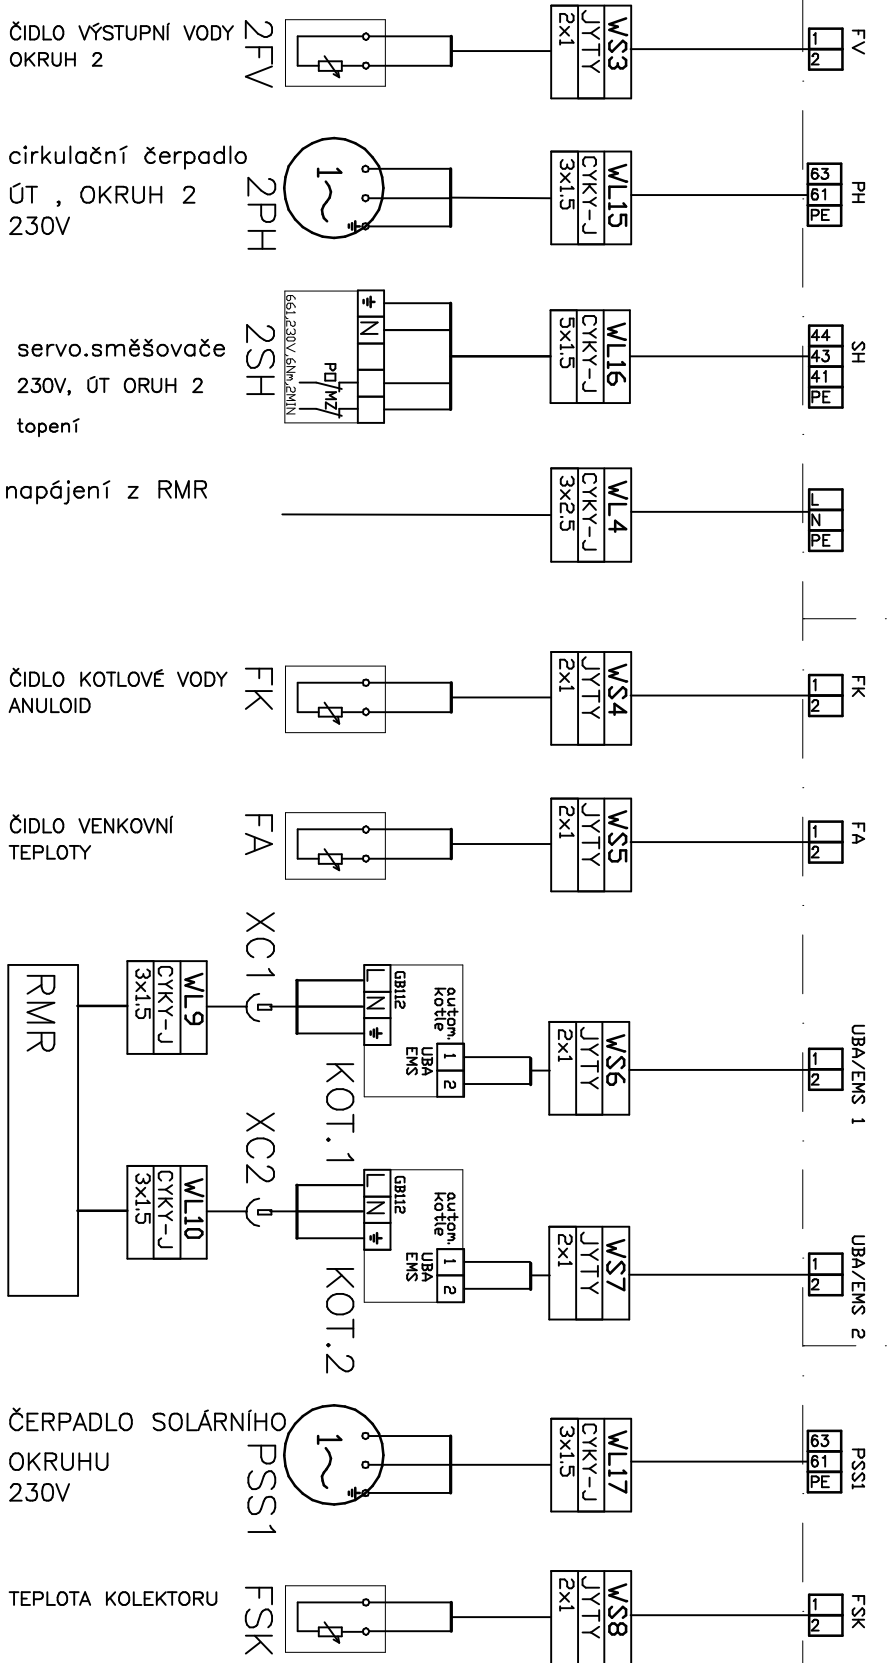 ČIDLO VÝSTUPNÍ VODY
OKRUH 2
2FV
WS3
JYTY
2x1
1
2
FV
cirkulační čerpadlo
ÚT , OKRUH 2
230V
2PH
1~
WL15
CYKY-J
3x1.5
63
61
PE
PH
servo.směšovače
230V, ÚT ORUH 2
topení
2SH
661,230V,6Nm,2MIN
N
PO/MZ
WL16
CYKY-J
5x1.5
44
43
41
PE
SH
napájení z RMR
WL4
CYKY-J
3x2.5
L
N
PE
ČIDLO KOTLOVÉ VODY
ANULOID
FK
WS4
JYTY
2x1
1
2
FK
ČIDLO VENKOVNÍ
TEPLOTY
FA
WS5
JYTY
2x1
1
2
FA
RMR
WL9
CYKY-J
3x1.5
XC1
L N
GB112
autom.
kotle
UBA
EMS
1 2
KOT.1
WS6
JYTY
2x1
1
2
UBA/EMS 1
WL10
CYKY-J
3x1.5
XC2
L N
GB112
autom.
kotle
UBA
EMS
1 2
KOT.2
WS7
JYTY
2x1
1
2
UBA/EMS 2
ČERPADLO SOLÁRNÍHO
OKRUHU
230V
PSS1
1~
WL17
CYKY-J
3x1.5
63
61
PE
PSS1
TEPLOTA KOLEKTORU
FSK
WS8
JYTY
2x1
1
2
FSK